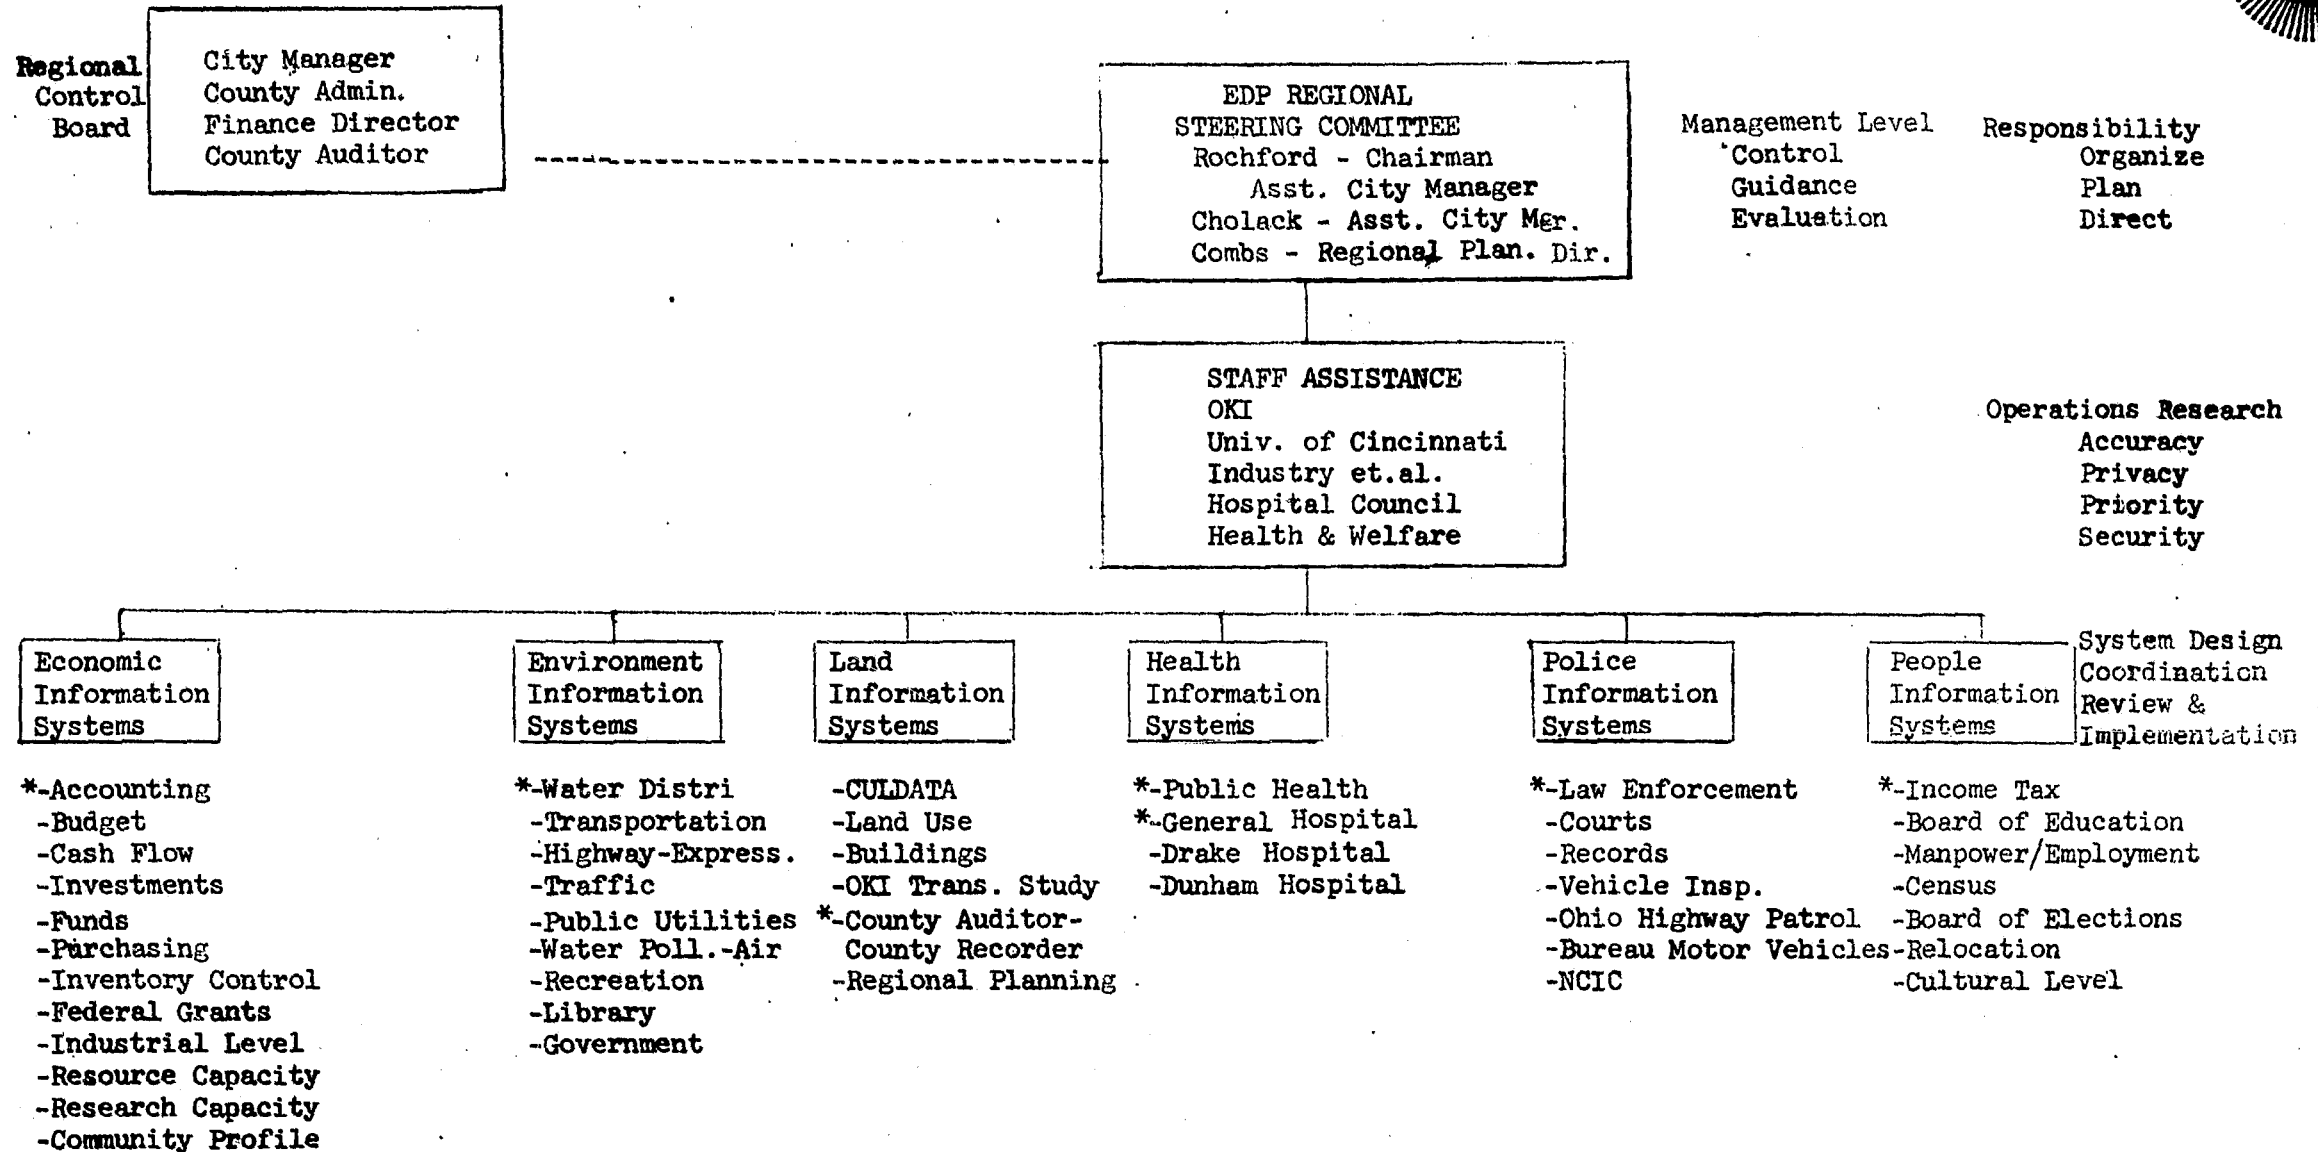 Regional
Control
Board
City Manager
County Admin.
Finance Director
County Auditor
EDP REGIONAL
STEERING COMMITTEE
Rochford - Chairman
Asst. City Manager
Cholack - Asst. City Mgr.
Combs - Regional Plan. Dir.
Management Level
Control
Guidance
Evaluation
Responsibility
Organize
Plan
Direct
STAFF ASSISTANCE
OKI
Univ. of Cincinnati
Industry et.al.
Hospital Council
Health & Welfare
Operations Research
Accuracy
Privacy
Priority
Security
Economic
Information
Systems
*-Accounting
-Budget
-Cash Flow
-Investments
-Funds
-Purchasing
-Inventory Control
-Federal Grants
-Industrial Level
-Resource Capacity
-Research Capacity
-Community Profile
Environment
Information
Systems
*-Water Distri
-Transportation
-Highway-Express.
-Traffic
-Public Utilities
-Water Poll.-Air
-Recreation
-Library
-Government
Land
Information
Systems
-CULDATA
-Land Use
-Buildings
-OKI Trans. Study
*-County Auditor-
County Recorder
-Regional Planning
Health
Information
Systems
*-Public Health
*-General Hospital
-Drake Hospital
-Dunham Hospital
Police
Information
Systems
*-Law Enforcement
-Courts
-Records
-Vehicle Insp.
-Ohio Highway Patrol
-Bureau Motor Vehicles
-NCIC
People
Information
Systems
*-Income Tax
-Board of Education
-Manpower/Employment
-Census
-Board of Elections
-Relocation
-Cultural Level
System Design
Coordination
Review &
Implementation